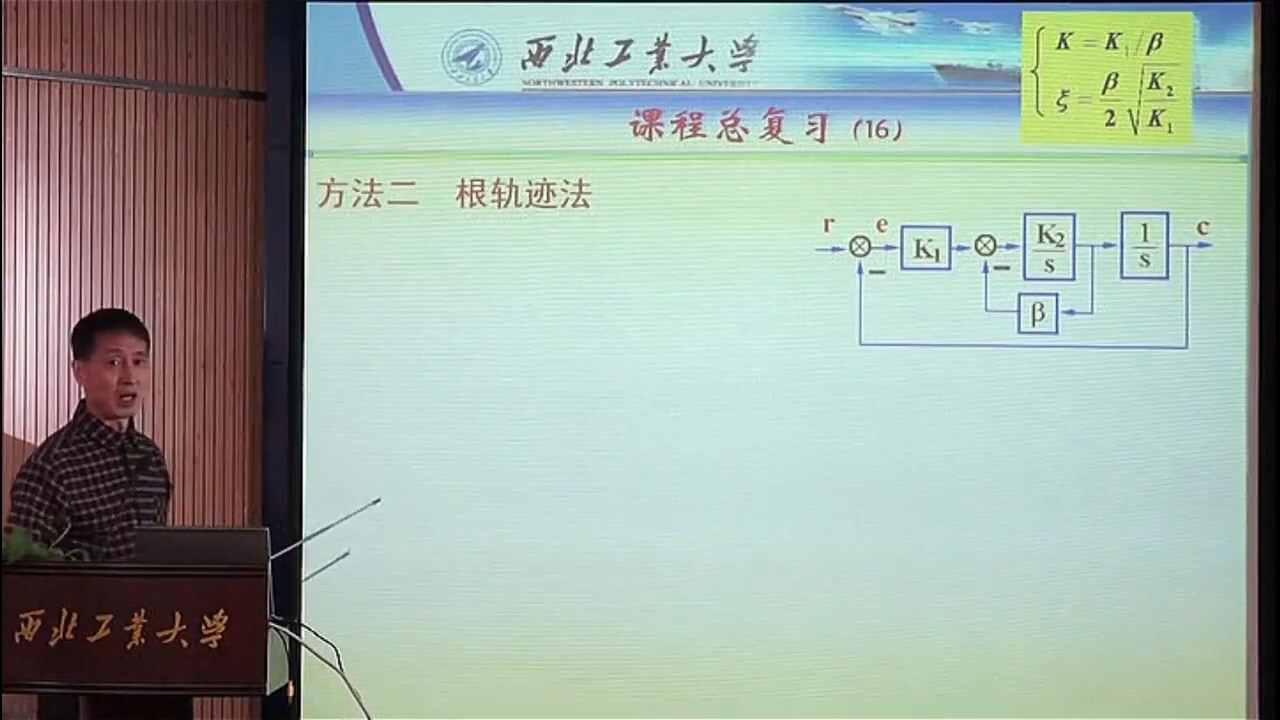 西北工业大学
NORTHWESTERN POLYTECHNICAL UNIVERSITY
K = K₁/β
ξ = β/2 √(K₂/K₁)
课程总复习（16）
方法二 根轨迹法
r
e
K₁
K₂/s
1/s
c
−
−
β
西北工业大学